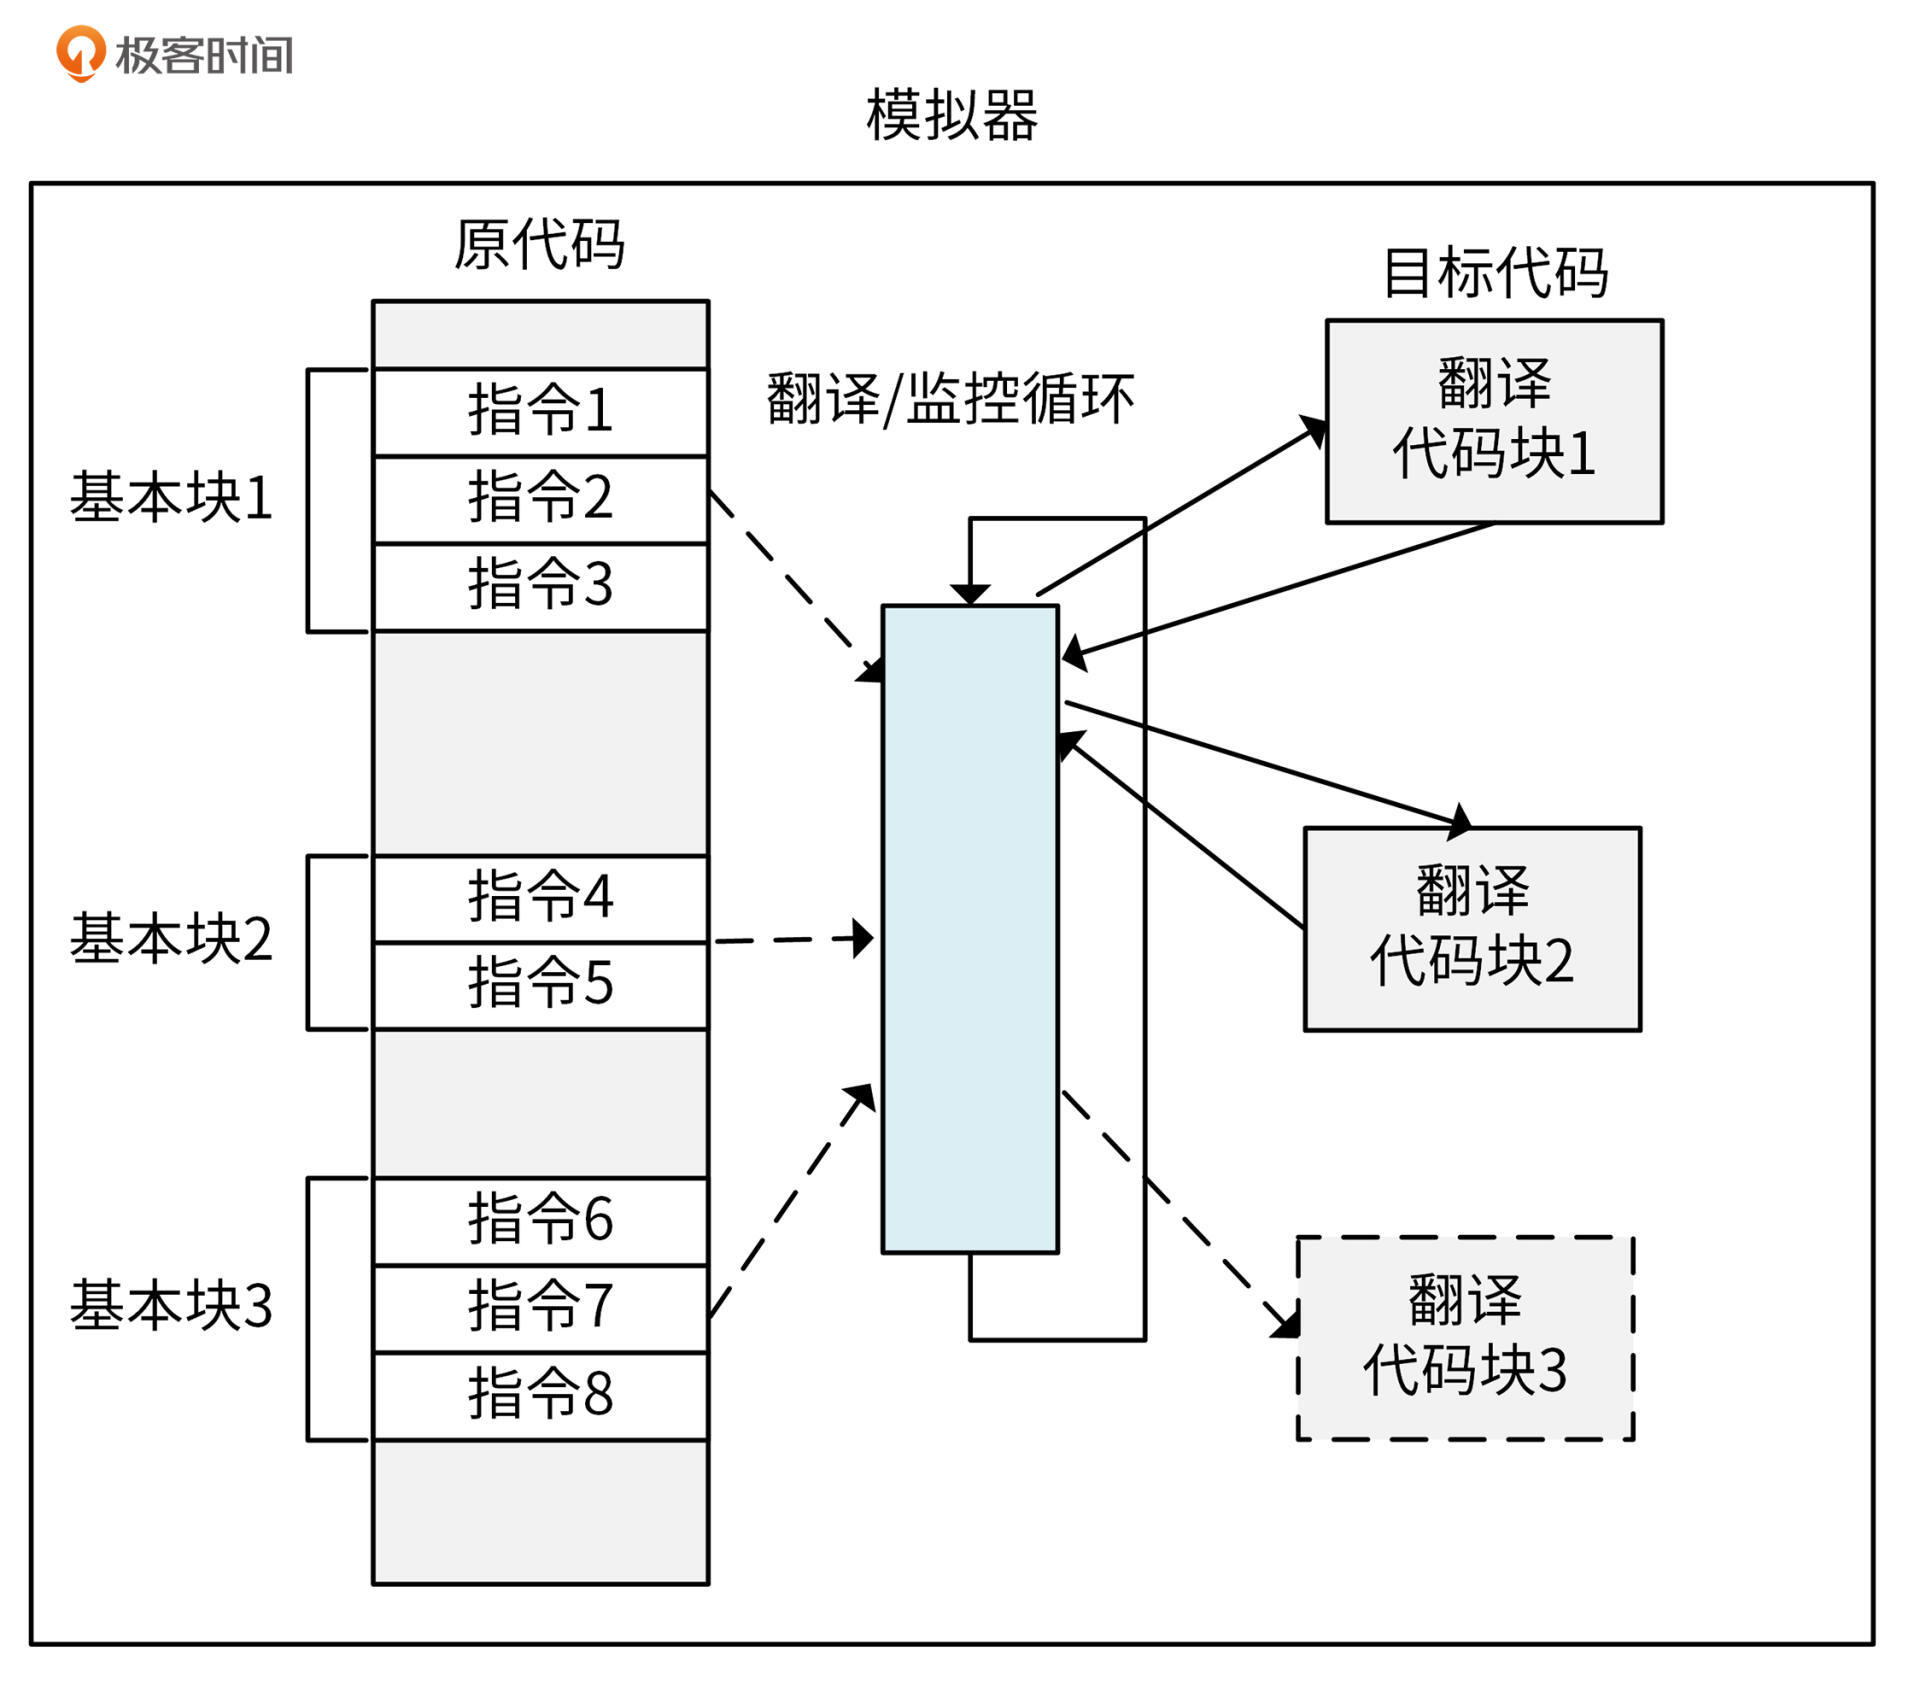 极客时间
模拟器
原代码
目标代码
翻译/监控循环
基本块1
指令1
指令2
指令3
基本块2
指令4
指令5
基本块3
指令6
指令7
指令8
翻译
代码块1
翻译
代码块2
翻译
代码块3